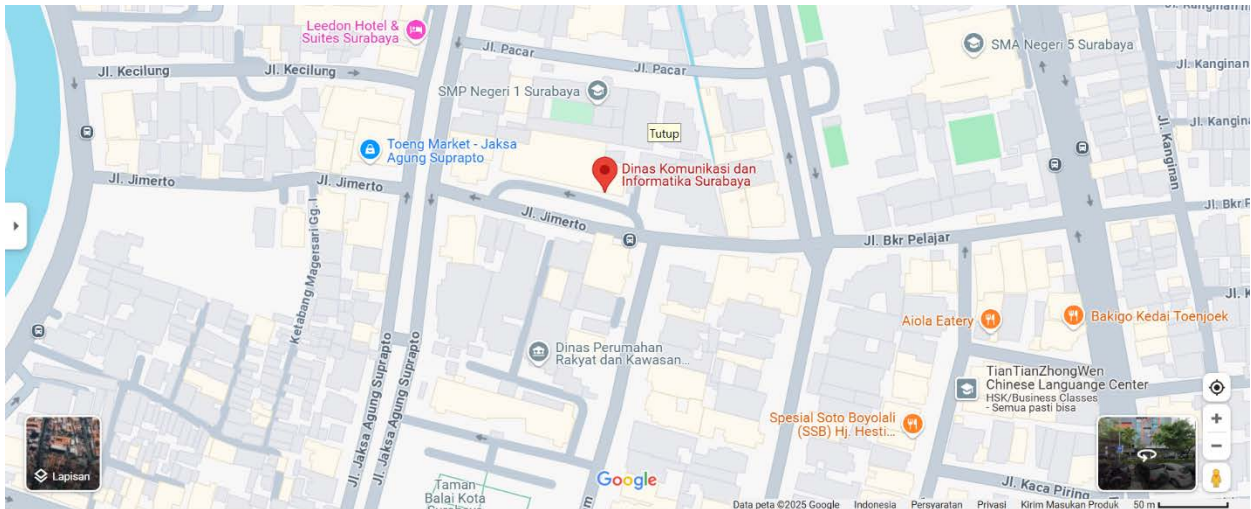 Leedon Hotel &
Suites Surabaya
Jl. Pacar
Jl. Pacar
SMA Negeri 5 Surabaya
Jl. Kecilung
Jl. Kecilung
Jl. Kanginan
SMP Negeri 1 Surabaya
Jl. Kanginan
Tutup
Toeng Market - Jaksa
Agung Suprapto
Dinas Komunikasi dan
Informatika Surabaya
Jl. Jimerto
Jl. Jimerto
Jl. Jimerto
Jl. Kanginan
Jl. Bkr P
Jl. Bkr Pelajar
Ketabang Magersari Gg. I
Jl. K
Aiola Eatery
Bakigo Kedai Toenjoek
Dinas Perumahan
Rakyat dan Kawasan...
TianTianZhongWen
Chinese Languange Center
HSK/Business Classes
- Semua pasti bisa
Jl. Jaksa Agung Suprapto
Jl. Jaksa Agung Suprapto
Spesial Soto Boyolali
(SSB) Hj. Hesti...
Lapisan
Taman
Balai Kota
Google
Jl. Kaca Piring
Data peta ©2025 Google
Indonesia
Persyaratan
Privasi
Kirim Masukan Produk
50 m